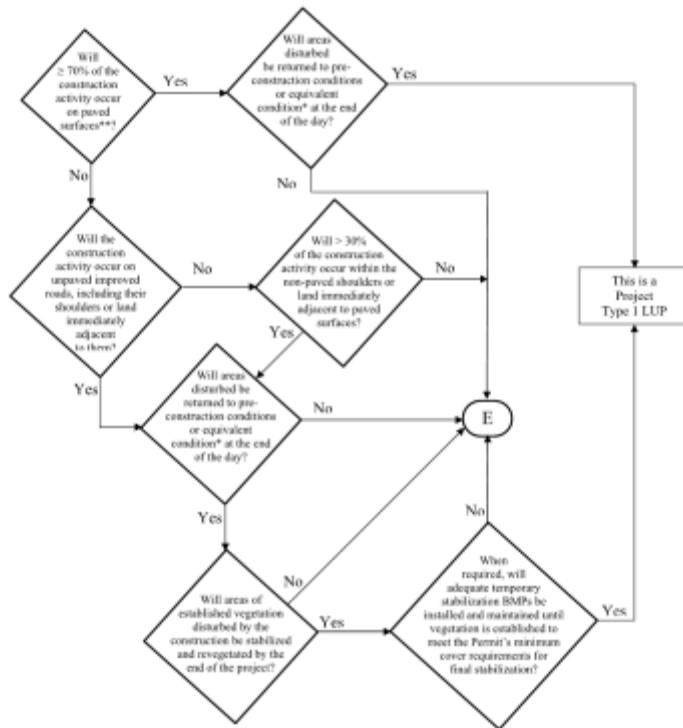 Will
≥ 70% of the
construction
activity occur
on paved
surfaces**?
Yes
Will areas
disturbed
be returned to pre-
construction conditions
or equivalent
condition* at the end
of the day?
Yes
No
No
Will the
construction
activity occur on
unpaved improved
roads, including their
shoulders or land
immediately
adjacent
to them?
No
Will > 30%
of the construction
activity occur within the
non-paved shoulders or
land immediately
adjacent to paved
surfaces?
No
This is a
Project
Type 1 LUP
Yes
Yes
Will areas
disturbed be
returned to pre-
construction conditions
or equivalent
condition* at the end
of the day?
No
E
Yes
No
No
Will areas of
established vegetation
disturbed by the
construction be stabilized
and revegetated by the
end of the project?
Yes
When
required, will
adequate temporary
stabilization BMPs be
installed and maintained until
vegetation is established to
meet the Permit's minimum
cover requirements for
final stabilization?
Yes